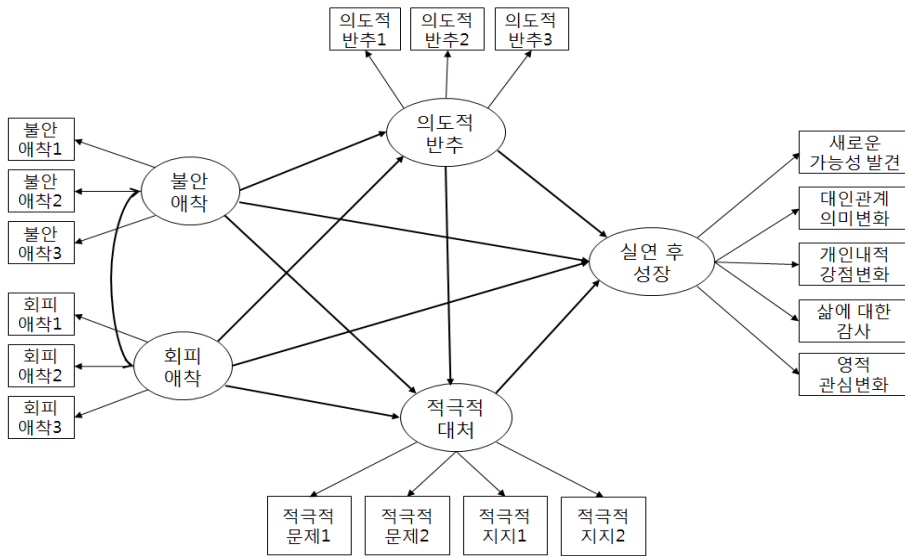 의도적
반추1
의도적
반추2
의도적
반추3
의도적
반추
불안
애착1
불안
애착2
불안
애착3
불안
애착
새로운
가능성 발견
대인관계
의미변화
개인내적
강점변화
삶에 대한
감사
영적
관심변화
실연 후
성장
회피
애착1
회피
애착2
회피
애착3
회피
애착
적극적
대처
적극적
문제1
적극적
문제2
적극적
지지1
적극적
지지2